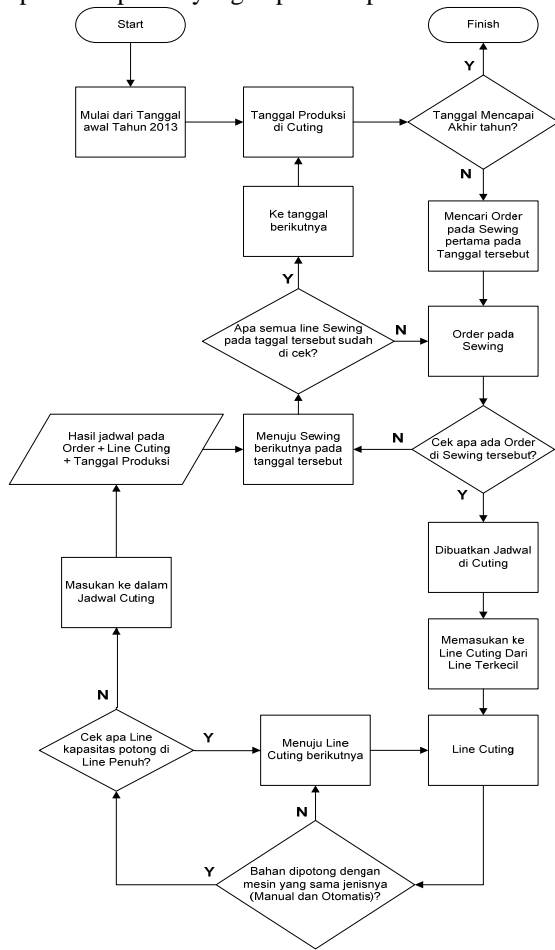 yang
Start
Finish
Y
Mulai dari Tanggal
awal Tahun 2013
Tanggal Produksi
di Cuting
Tanggal Mencapai
Akhir tahun?
N
Ke tanggal
berikutnya
Mencari Order
pada Sewing
pertama pada
Tanggal tersebut
Y
Apa semua line Sewing
pada taggal tersebut sudah
di cek?
N
Order pada
Sewing
Hasil jadwal pada
Order + Line Cuting
+ Tanggal Produksi
Menuju Sewing
berikutnya pada
tanggal tersebut
N
Cek apa ada Order
di Sewing tersebut?
Y
Dibuatkan Jadwal
di Cuting
Masukan ke dalam
Jadwal Cuting
Memasukan ke
Line Cuting Dari
Line Terkecil
N
Cek apa Line
kapasitas potong di
Line Penuh?
Y
Menuju Line
Cuting berikutnya
Line Cuting
N
Y
Bahan dipotong dengan
mesin yang sama jenisnya
(Manual dan Otomatis)?